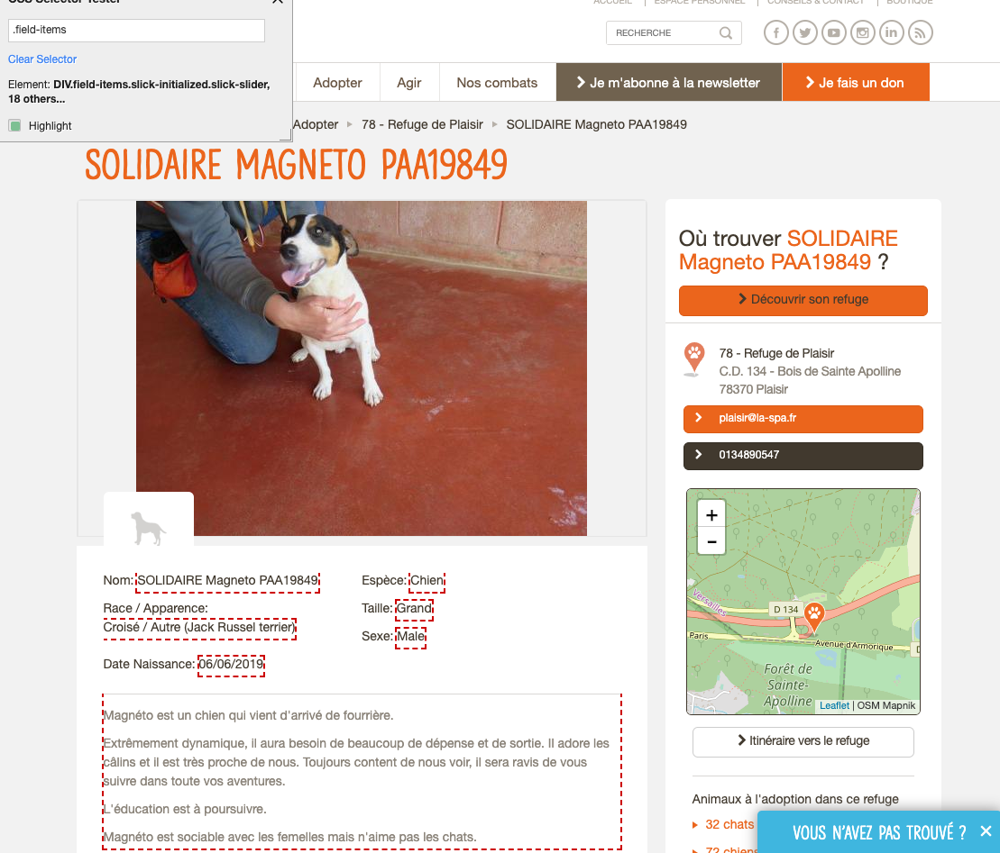 CSS Selector Tester
.field-items
Clear Selector
Element: DIV.field-items.slick-initialized.slick-slider,
18 others...
Highlight
ACCUEIL
ESPACE PERSONNEL
CONSEILS & CONTACT
BOUTIQUE
RECHERCHE
Adopter
Agir
Nos combats
Je m'abonne à la newsletter
Je fais un don
Adopter
78 - Refuge de Plaisir
SOLIDAIRE Magneto PAA19849
SOLIDAIRE MAGNETO PAA19849
Nom: SOLIDAIRE Magneto PAA19849
Race / Apparence:
Croisé / Autre (Jack Russel terrier)
Date Naissance: 06/06/2019
Espèce: Chien
Taille: Grand
Sexe: Male
Magnéto est un chien qui vient d'arrivé de fourrière.
Extrêmement dynamique, il aura besoin de beaucoup de dépense et de sortie. Il adore les
câlins et il est très proche de nous. Toujours content de nous voir, il sera ravis de vous
suivre dans toute vos aventures.
L'éducation est à poursuivre.
Magnéto est sociable avec les femelles mais n'aime pas les chats.
Où trouver SOLIDAIRE
Magneto PAA19849 ?
Découvrir son refuge
78 - Refuge de Plaisir
C.D. 134 - Bois de Sainte Apolline
78370 Plaisir
plaisir@la-spa.fr
0134890547
+
-
Versailles
D 134
Paris
Avenue d'Armorique
D
Forêt de
Sainte-
Apolline
Leaflet | OSM Mapnik
Itinéraire vers le refuge
Animaux à l'adoption dans ce refuge
32 chats
72 chiens
VOUS N'AVEZ PAS TROUVÉ ?